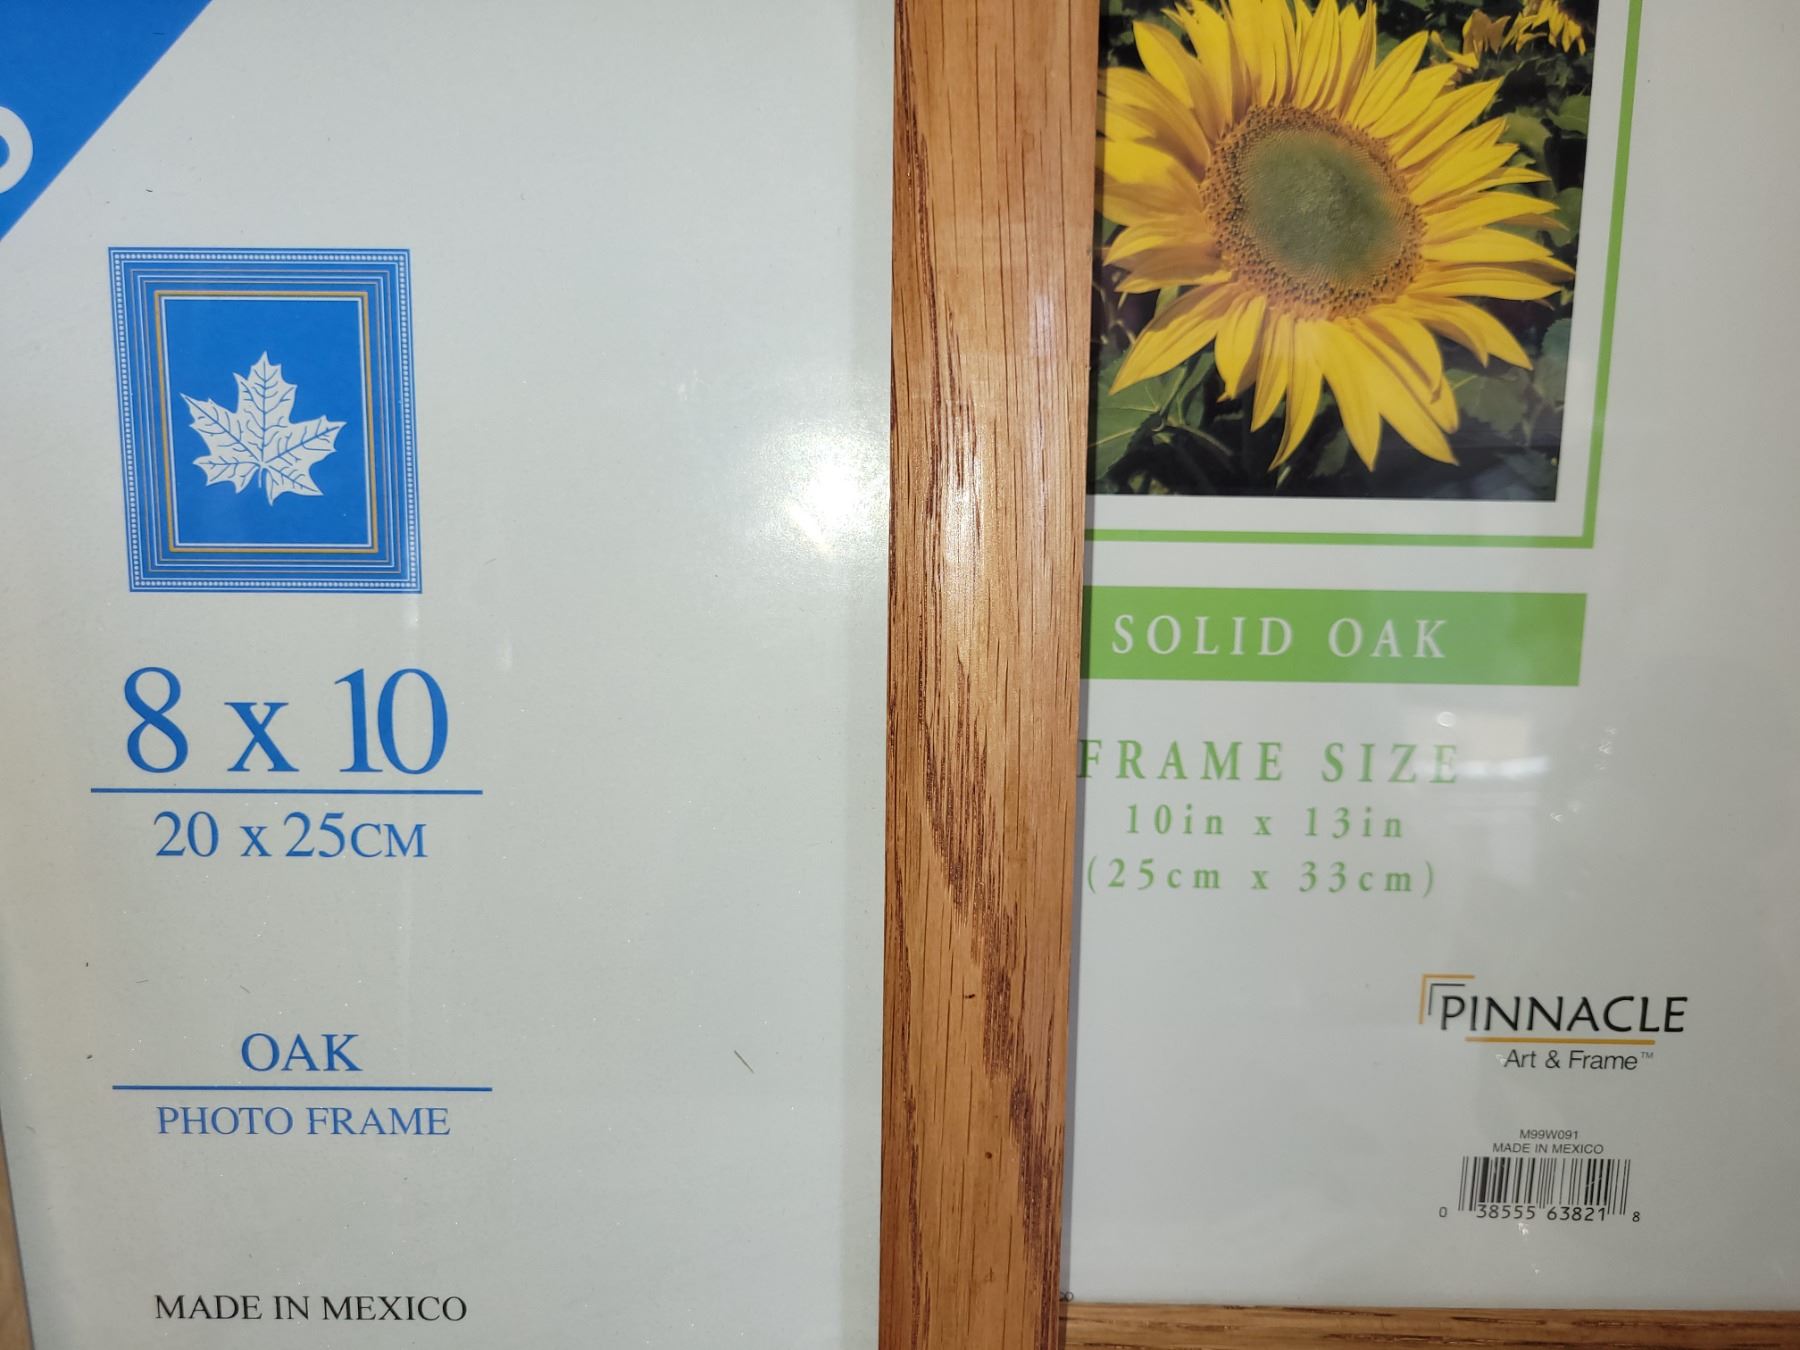 8 x 10
20 x 25CM
OAK
PHOTO FRAME
MADE IN MEXICO
SOLID OAK
FRAME SIZE
10in x 13in
(25cm x 33cm)
PINNACLE
Art & Frame™
M99W091
MADE IN MEXICO
0 38555 63821 8